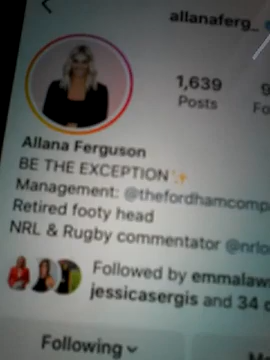 allanaferg_
1,639
Posts
Allana Ferguson
BE THE EXCEPTION✨
Management: @thefordhamcomp
Retired footy head
NRL & Rugby commentator @nrlo
Followed by emmalaw
jessicasergis and 34 o
Following